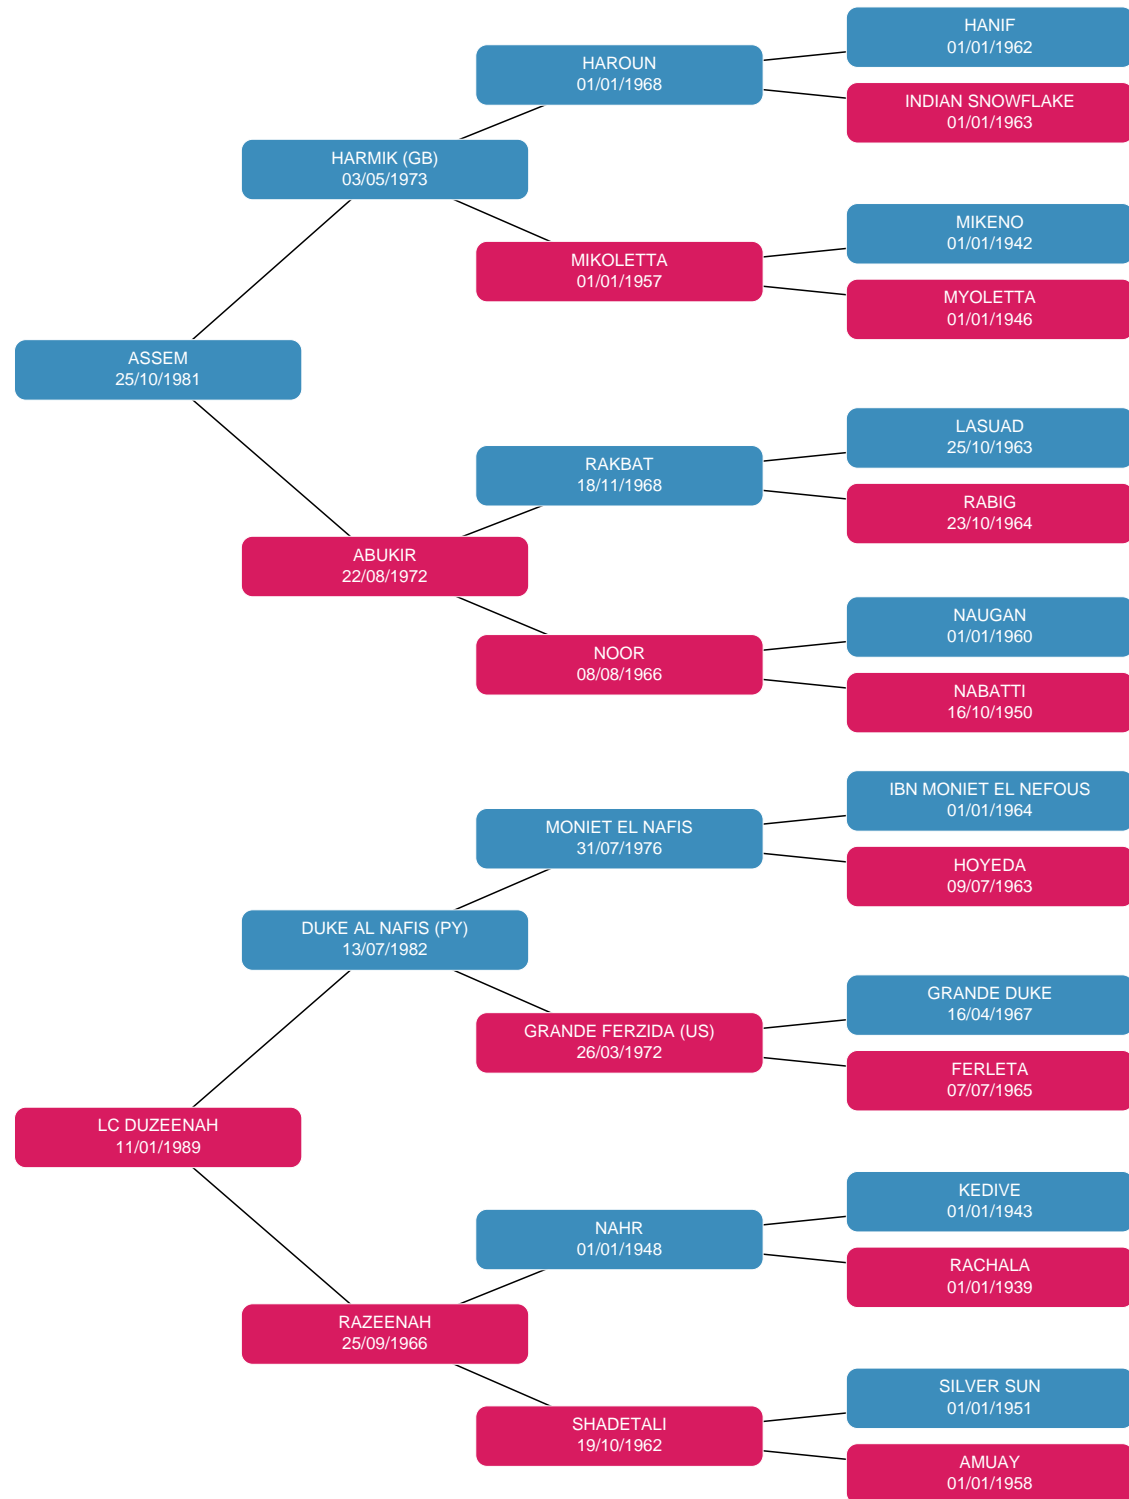 HANIF
01/01/1962
HAROUN
01/01/1968
INDIAN SNOWFLAKE
01/01/1963
HARMIK (GB)
03/05/1973
MIKENO
01/01/1942
MIKOLETTA
01/01/1957
MYOLETTA
01/01/1946
ASSEM
25/10/1981
LASUAD
25/10/1963
RAKBAT
18/11/1968
RABIG
23/10/1964
ABUKIR
22/08/1972
NAUGAN
01/01/1960
NOOR
08/08/1966
NABATTI
16/10/1950
IBN MONIET EL NEFOUS
01/01/1964
MONIET EL NAFIS
31/07/1976
HOYEDA
09/07/1963
DUKE AL NAFIS (PY)
13/07/1982
GRANDE DUKE
16/04/1967
GRANDE FERZIDA (US)
26/03/1972
FERLETA
07/07/1965
LC DUZEENAH
11/01/1989
KEDIVE
01/01/1943
NAHR
01/01/1948
RACHALA
01/01/1939
RAZEENAH
25/09/1966
SILVER SUN
01/01/1951
SHADETALI
19/10/1962
AMUAY
01/01/1958